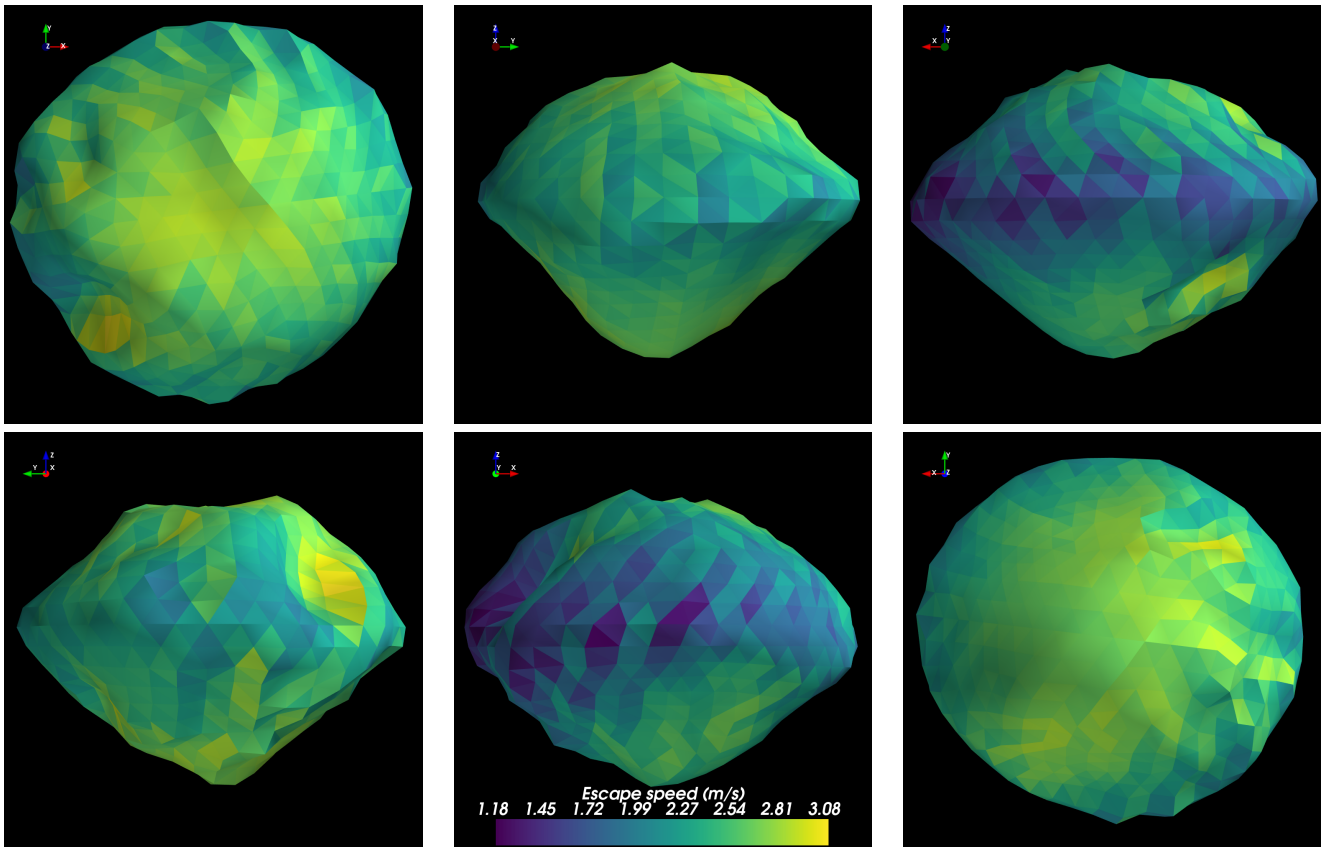 Y
Z X
Z
X Y
Z
X Y
Z
Y X
Z
Y X
Y
X Z
Escape speed (m/s)
1.18 1.45 1.72 1.99 2.27 2.54 2.81 3.08